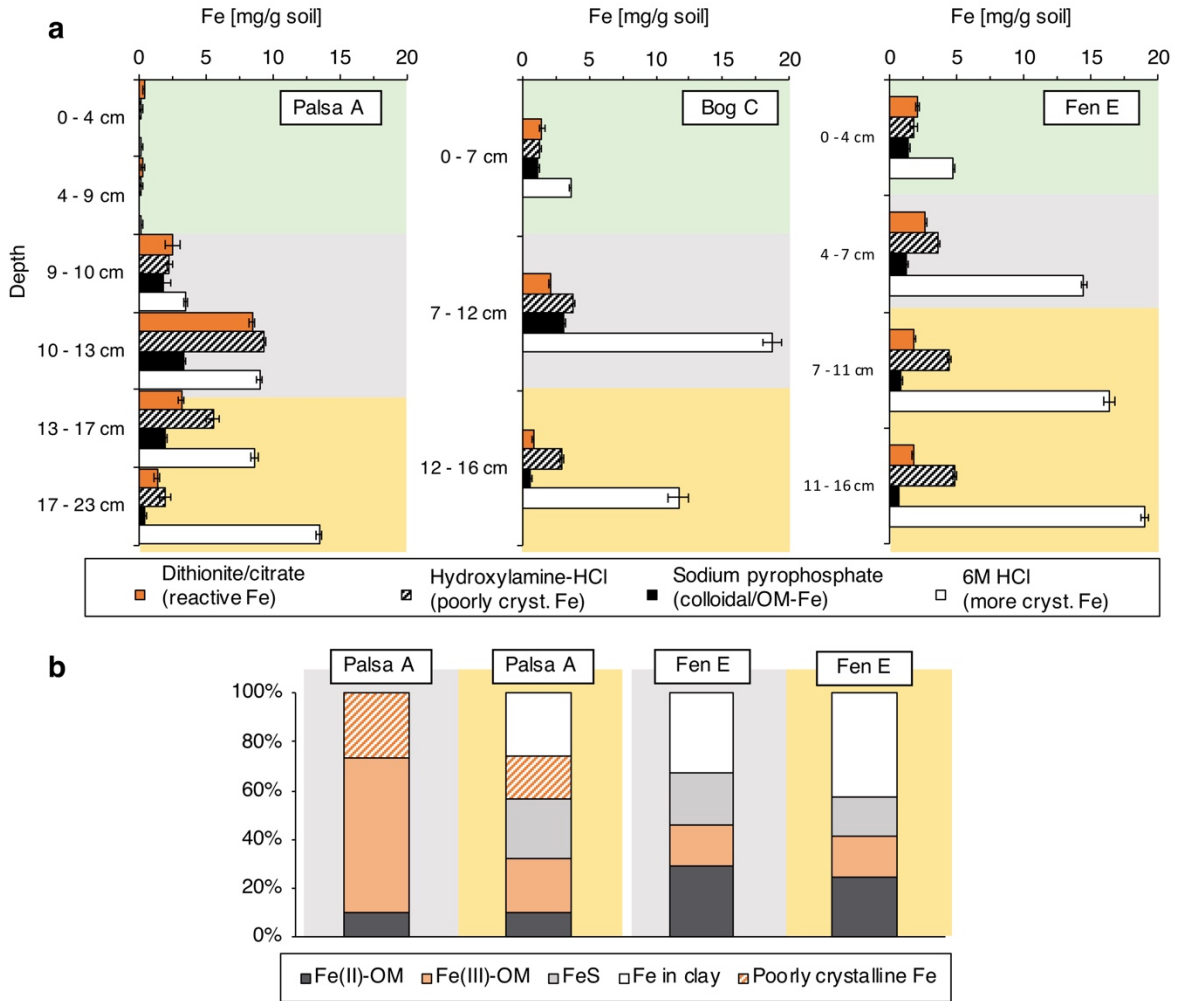 a
Fe [mg/g soil]
Fe [mg/g soil]
Fe [mg/g soil]
0 5 10 15 20
0 5 10 15 20
0 5 10 15 20
Palsa A
Bog C
Fen E
Depth
0 - 4 cm
4 - 9 cm
9 - 10 cm
10 - 13 cm
13 - 17 cm
17 - 23 cm
0 - 7 cm
7 - 12 cm
12 - 16 cm
0 - 4 cm
4 - 7 cm
7 - 11 cm
11 - 16 cm
Dithionite/citrate
(reactive Fe)
Hydroxylamine-HCl
(poorly cryst. Fe)
Sodium pyrophosphate
(colloidal/OM-Fe)
6M HCl
(more cryst. Fe)
b
Palsa A
Palsa A
Fen E
Fen E
100%
80%
60%
40%
20%
0%
Fe(II)-OM Fe(III)-OM FeS Fe in clay Poorly crystalline Fe